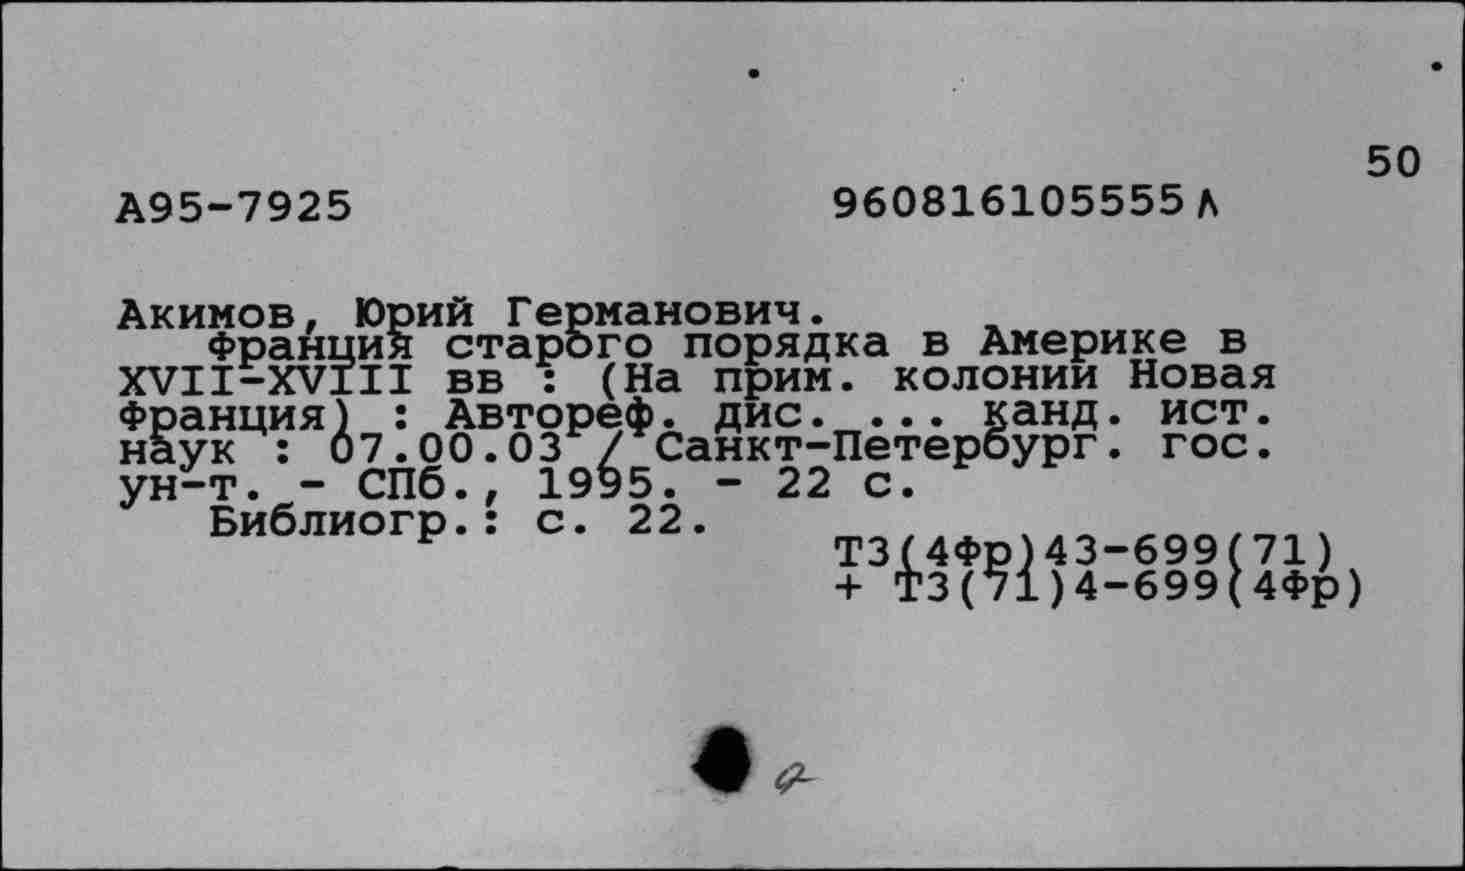 50
А95-7925 960816105555 Л
Акимов, Юрий Германович.
Франция старого порядка в Америке в
XVII-XVIII вв : (На прим. колонии Новая
Франция) : Автореф. дис. ... канд. ист.
наук : 07.00.03 / Санкт-Петербург. гос.
ун-т. - СПб., 1995. - 22 с.
Библиогр.: с. 22.
Т3(4Фр)43-699(71)
+ Т3(71)4-699(4Фр)